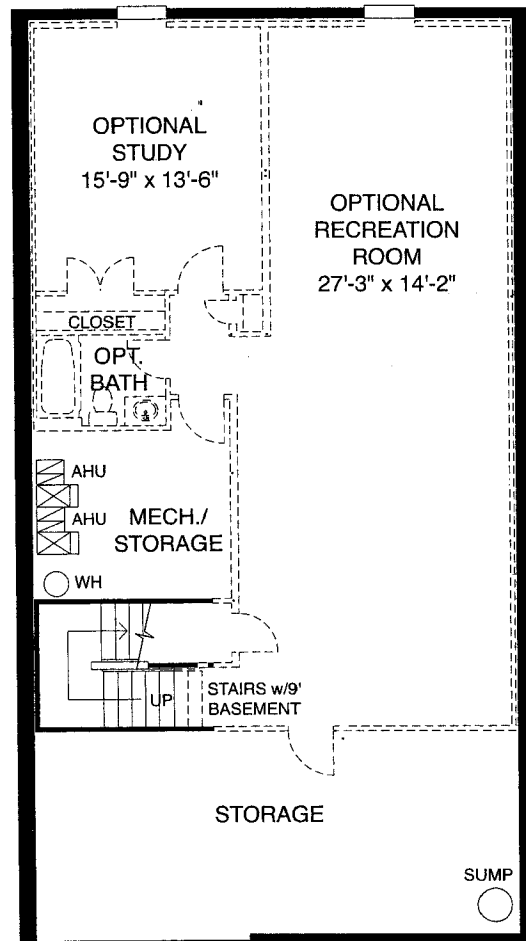 OPTIONAL
STUDY
15'-9" x 13'-6"
OPTIONAL
RECREATION
ROOM
27'-3" x 14'-2"
CLOSET
OPT.
BATH
AHU
AHU
MECH./
STORAGE
WH
UP
STAIRS w/9'
BASEMENT
STORAGE
SUMP